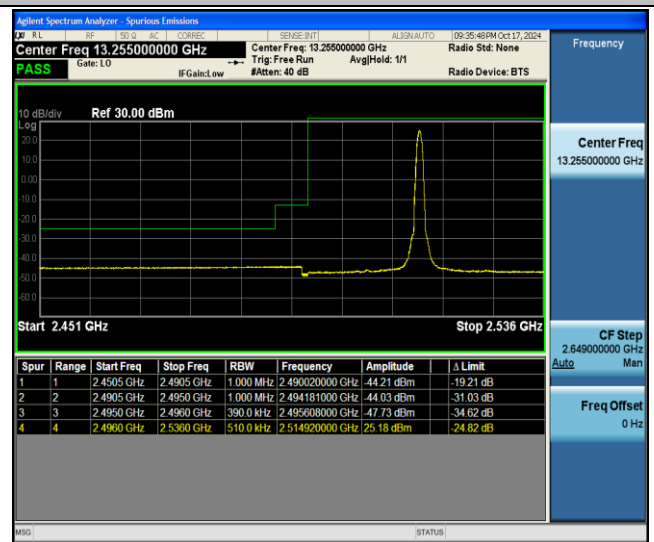 Agilent Spectrum Analyzer - Spurious Emissions
RL RF 50 Ω AC CORREC SENSE:INT ALIGNAUTO 09:35:48PM Oct 17, 2024
Center Freq 13.255000000 GHz
Center Freq: 13.255000000 GHz
Radio Std: None
PASS
Gate: LO
IFGain:Low
Trig: Free Run
Avg|Hold: 1/1
#Atten: 40 dB
Radio Device: BTS
10 dB/div Ref 30.00 dBm
Log
20.0
10.0
0.00
-10.0
-20.0
-30.0
-40.0
-50.0
-60.0
Start 2.451 GHz Stop 2.536 GHz
Spur Range Start Freq Stop Freq RBW Frequency Amplitude Δ Limit
1 1 2.4505 GHz 2.4905 GHz 1.000 MHz 2.490020000 GHz -44.21 dBm -19.21 dB
2 2 2.4905 GHz 2.4950 GHz 1.000 MHz 2.494181000 GHz -44.03 dBm -31.03 dB
3 3 2.4950 GHz 2.4960 GHz 390.0 kHz 2.495608000 GHz -47.73 dBm -34.62 dB
4 4 2.4960 GHz 2.5360 GHz 510.0 kHz 2.514920000 GHz 25.18 dBm -24.82 dB
MSG STATUS
Frequency
Center Freq
13.255000000 GHz
CF Step
2.649000000 GHz
Auto Man
Freq Offset
0 Hz